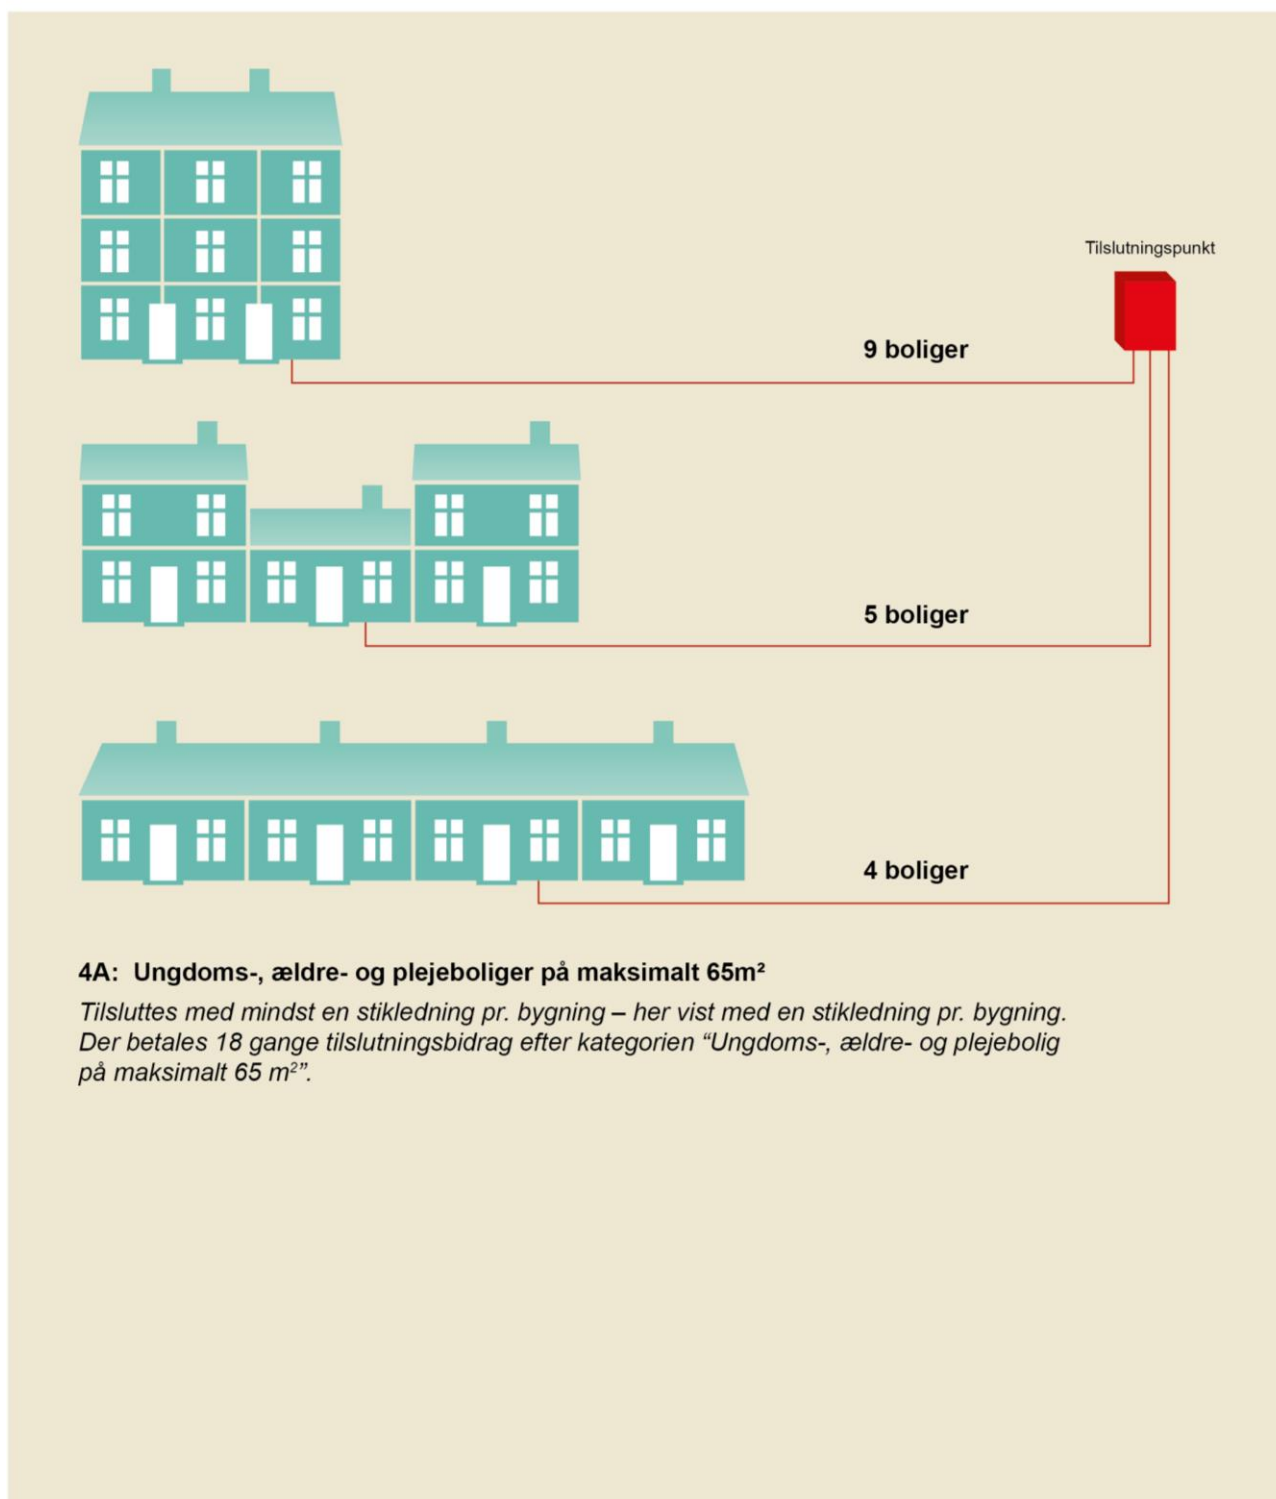 Tilslutningspunkt
9 boliger
5 boliger
4 boliger
4A: Ungdoms-, ældre- og plejeboliger på maksimalt 65m²
Tilsluttes med mindst en stikledning pr. bygning – her vist med en stikledning pr. bygning.
Der betales 18 gange tilslutningsbidrag efter kategorien “Ungdoms-, ældre- og plejebolig
på maksimalt 65 m²”.